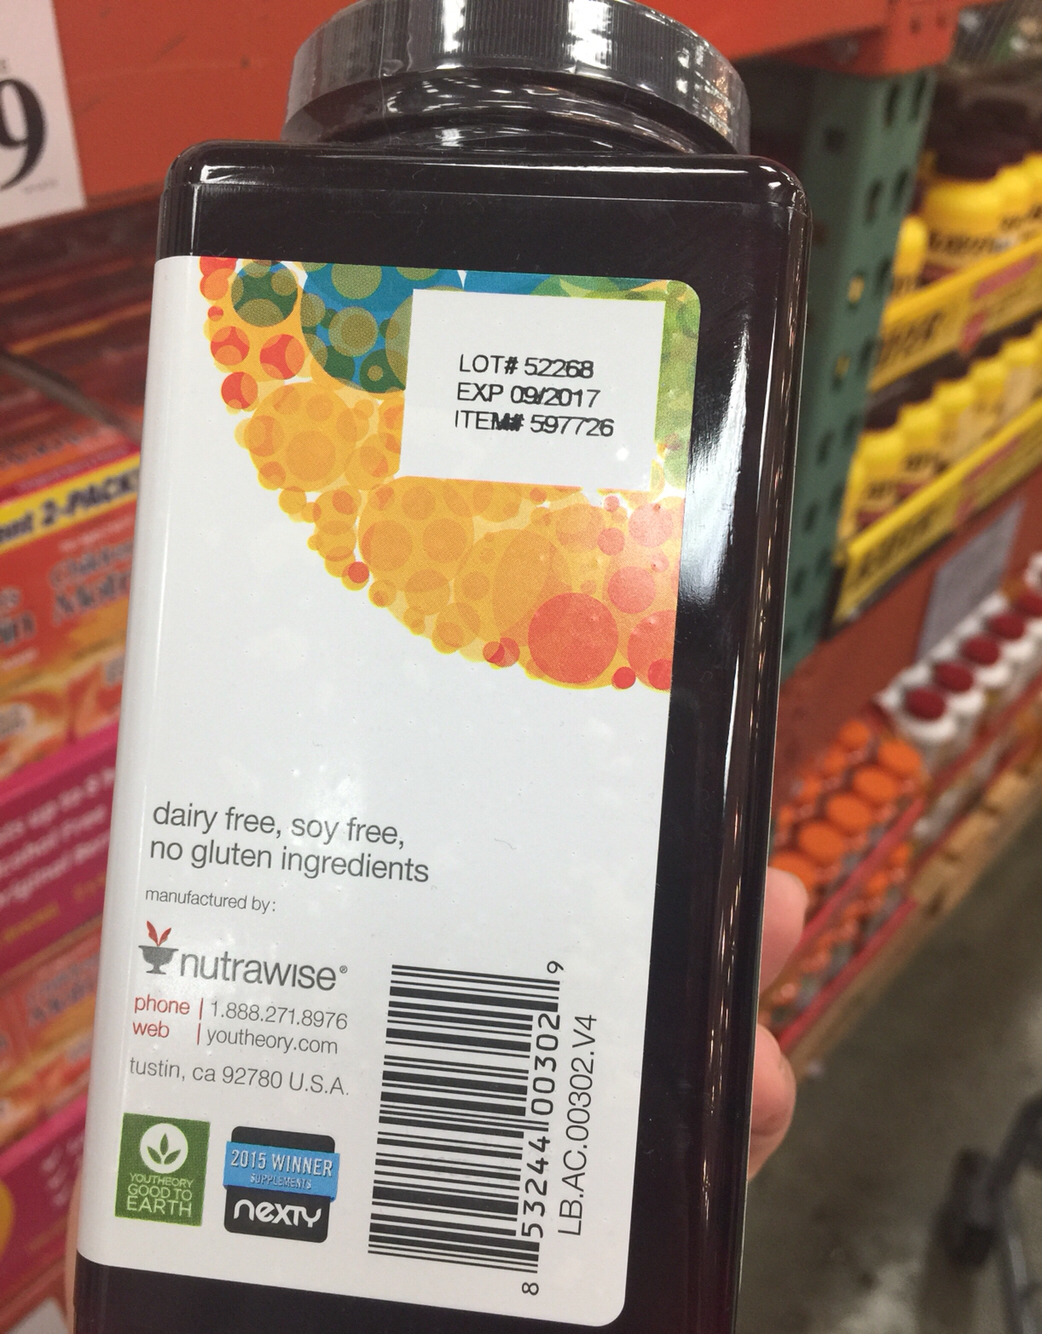 9
LOT# 52268
EXP 09/2017
ITEM# 597726
2-PACK
dairy free, soy free,
no gluten ingredients
manufactured by:
nutrawise®
phone | 1.888.271.8976
web | youtheory.com
tustin, ca 92780 U.S.A.
YOUTHEORY
GOOD TO
EARTH
2015 WINNER
SUPPLEMENTS
nexty
8 53244 00302 9
LB.AC.00302.V4